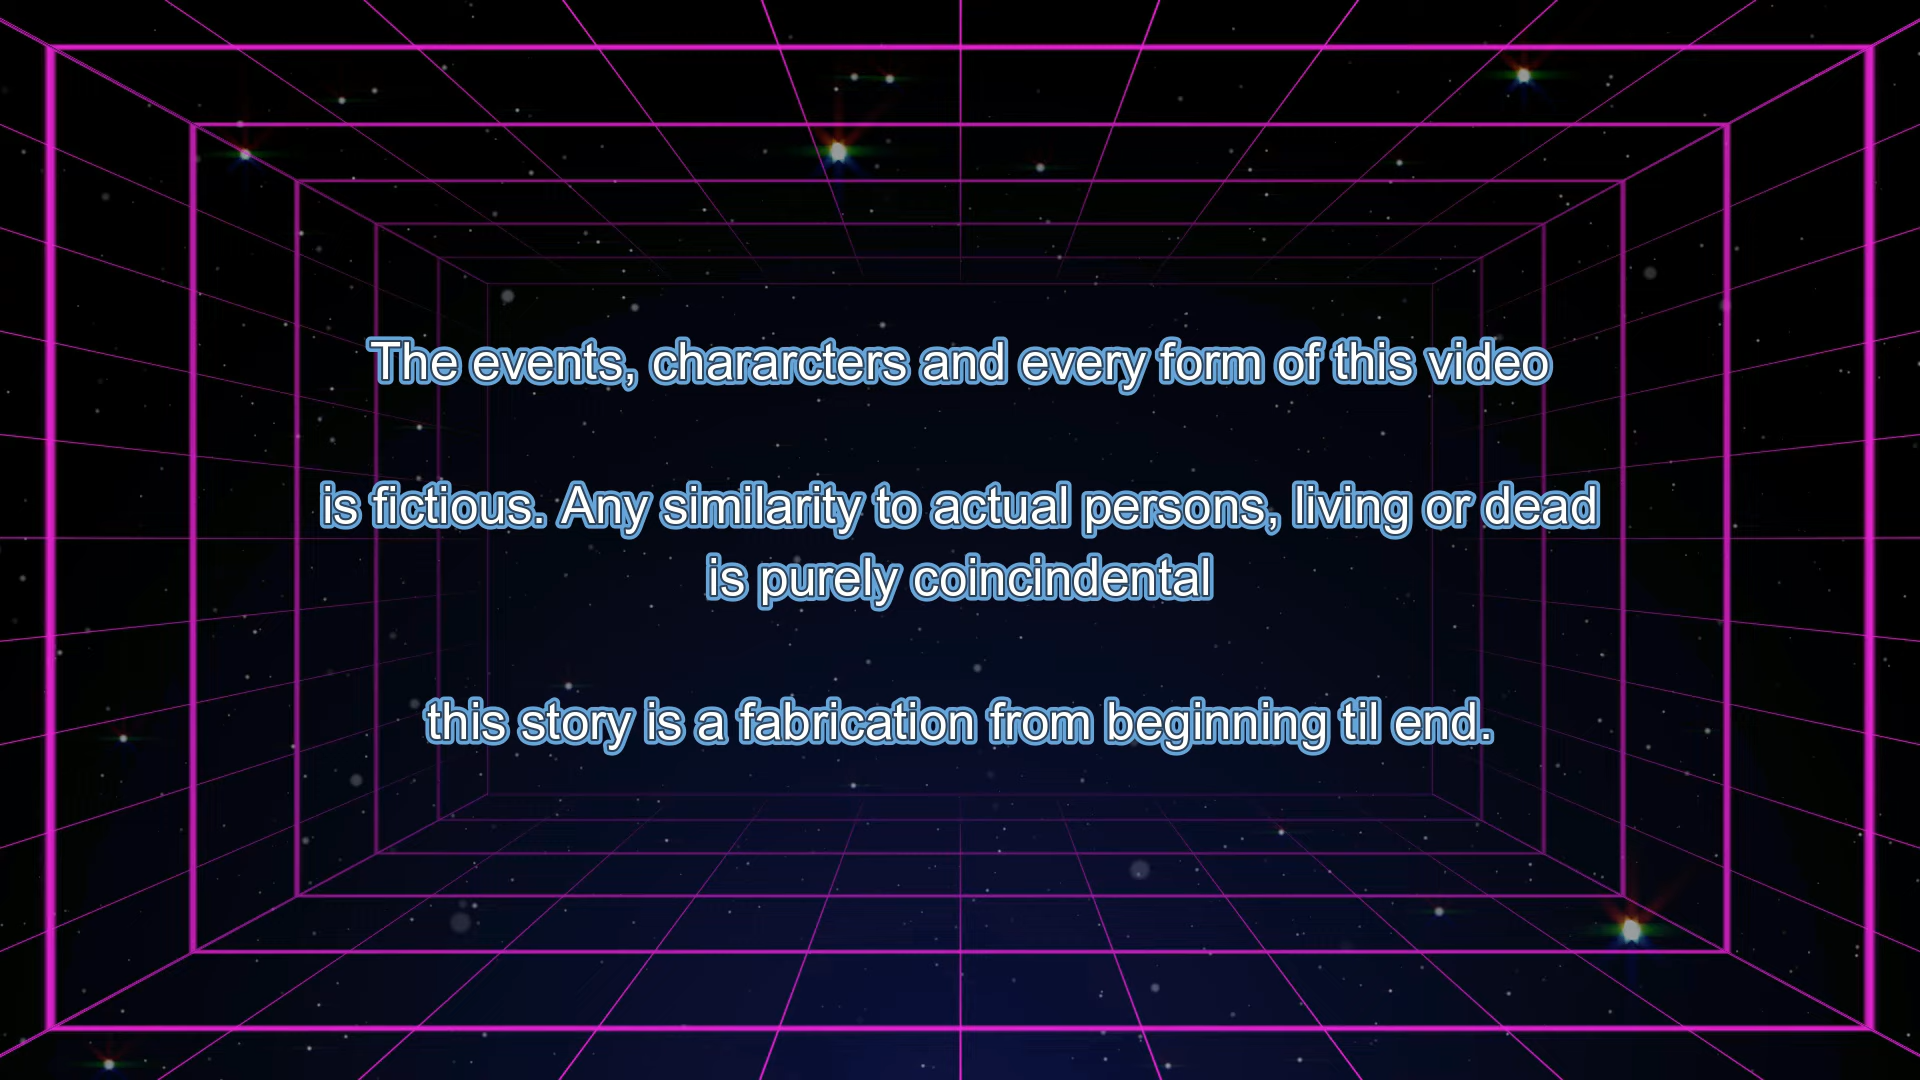 The events, chararcters and every form of this video
is fictious. Any similarity to actual persons, living or dead
is purely coincindental
this story is a fabrication from beginning til end.